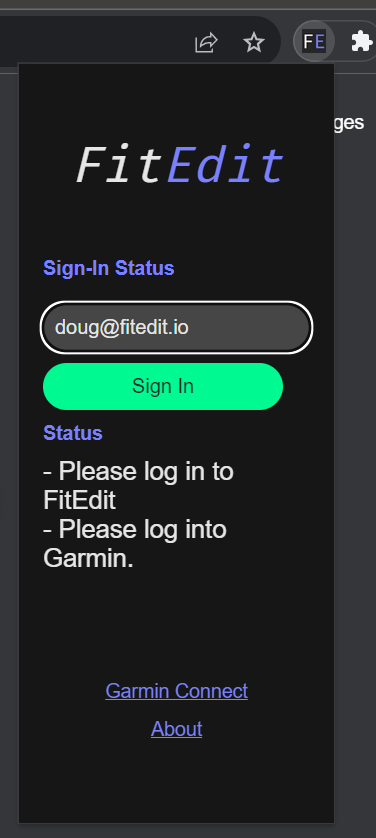 FE
ges
FitEdit
Sign-In Status
doug@fitedit.io
Sign In
Status
- Please log in to
FitEdit
- Please log into
Garmin.
Garmin Connect
About